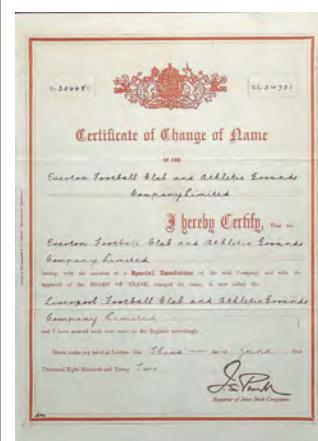 Certificate of Change of Name
OF THE
Everton Football Club and Athletic Grounds
Company Limited
I hereby Certify, That the
Everton Football Club and Athletic Grounds
Company Limited
having, with the sanction of a Special Resolution of the said Company, and with the
Approval of the BOARD OF TRADE, changed its name, is now called the
Liverpool Football Club and Athletic Grounds
Company Limited
and I have entered such new name on the Register accordingly.
Given under my hand at London this Third day of June One
Thousand Eight Hundred and Ninety Two
Registrar of Joint Stock Companies.